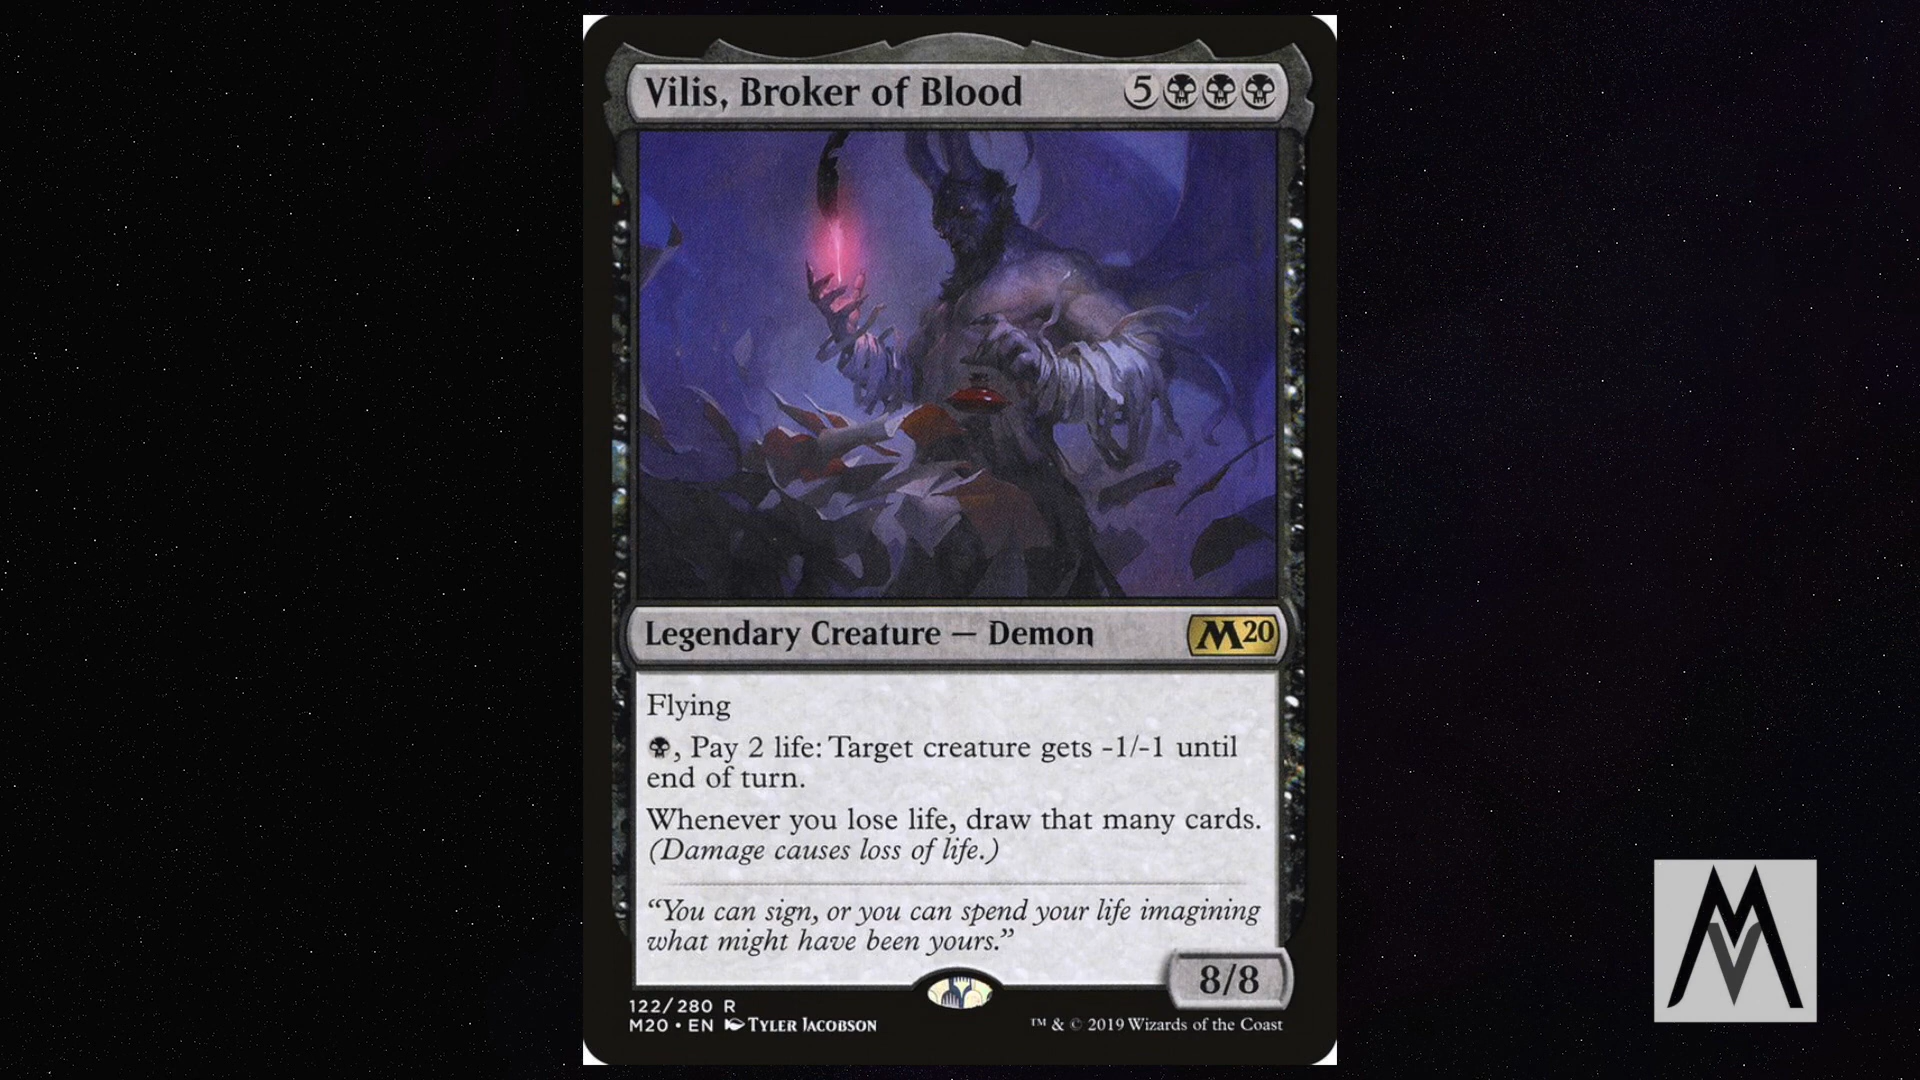 Vilis, Broker of Blood 5
Legendary Creature — Demon M20
Flying
, Pay 2 life: Target creature gets -1/-1 until
end of turn.
Whenever you lose life, draw that many cards.
(Damage causes loss of life.)
“You can sign, or you can spend your life imagining
what might have been yours.”
8/8
122/280 R
M20 • EN Tyler Jacobson
™ & © 2019 Wizards of the Coast
MV